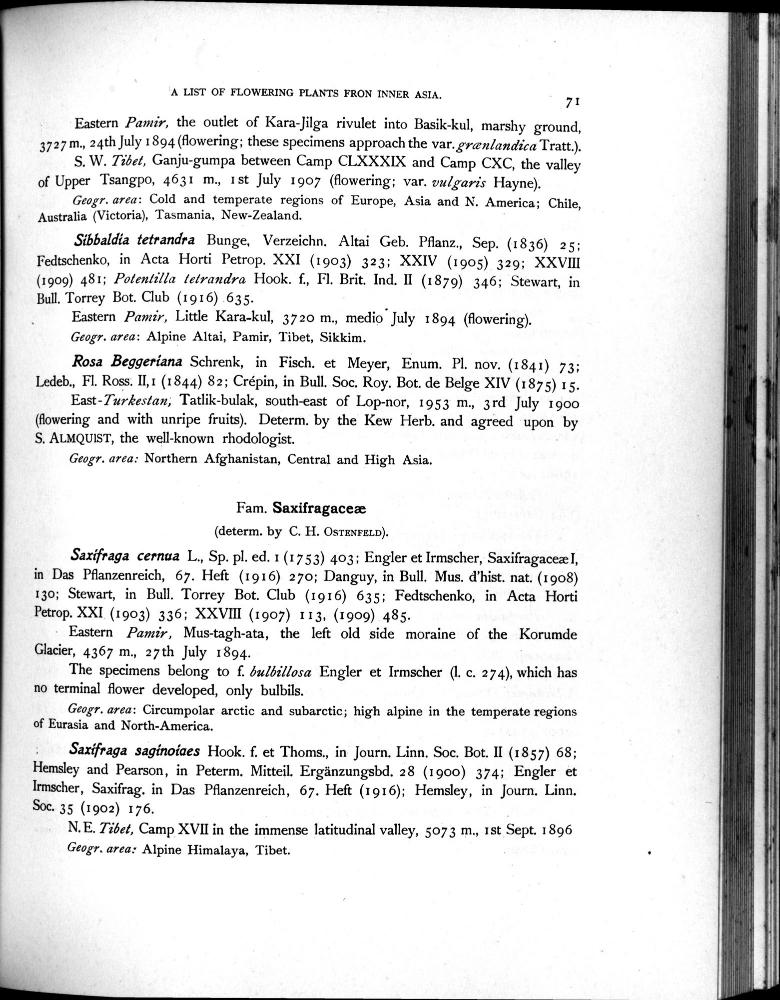 A LIST OF FLOWERING PLANTS FRON INNER ASIA.
71
Eastern Pamir, the outlet of Kara-Jilga rivulet into Basik-kul, marshy ground,
3727 m., 24th July 1894 (flowering; these specimens approach the var. grœnlandica Tratt.).
S. W. Tibet, Ganju-gumpa between Camp CLXXXIX and Camp CXC, the valley
of Upper Tsangpo, 4631 m., 1st July 1907 (flowering; var. vulgaris Hayne).
Geogr. area: Cold and temperate regions of Europe, Asia and N. America; Chile,
Australia (Victoria), Tasmania, New-Zealand.
Sibbaldia tetrandra Bunge, Verzeichn. Altai Geb. Pflanz., Sep. (1836) 25;
Fedtschenko, in Acta Horti Petrop. XXI (1903) 323; XXIV (1905) 329; XXVIII
(1909) 481; Potentilla tetrandra Hook. f., Fl. Brit. Ind. II (1879) 346; Stewart, in
Bull. Torrey Bot. Club (1916) 635.
Eastern Pamir, Little Kara-kul, 3720 m., medio July 1894 (flowering).
Geogr. area: Alpine Altai, Pamir, Tibet, Sikkim.
Rosa Beggeriana Schrenk, in Fisch. et Meyer, Enum. Pl. nov. (1841) 73;
Ledeb., Fl. Ross. II, 1 (1844) 82; Crépin, in Bull. Soc. Roy. Bot. de Belge XIV (1875) 15.
East-Turkestan, Tatlik-bulak, south-east of Lop-nor, 1953 m., 3rd July 1900
(flowering and with unripe fruits). Determ. by the Kew Herb. and agreed upon by
S. ALMQUIST, the well-known rhodologist.
Geogr. area: Northern Afghanistan, Central and High Asia.
Fam. Saxifragaceæ
(determ. by C. H. OSTENFELD).
Saxifraga cernua L., Sp. pl. ed. 1 (1753) 403; Engler et Irmscher, Saxifragaceæ I,
in Das Pflanzenreich, 67. Heft (1916) 270; Danguy, in Bull. Mus. d'hist. nat. (1908)
130; Stewart, in Bull. Torrey Bot. Club (1916) 635; Fedtschenko, in Acta Horti
Petrop. XXI (1903) 336; XXVIII (1907) 113, (1909) 485.
Eastern Pamir, Mus-tagh-ata, the left old side moraine of the Korumde
Glacier, 4367 m., 27th July 1894.
The specimens belong to f. bulbillosa Engler et Irmscher (l. c. 274), which has
no terminal flower developed, only bulbils.
Geogr. area: Circumpolar arctic and subarctic; high alpine in the temperate regions
of Eurasia and North-America.
Saxifraga saginoides Hook. f. et Thoms., in Journ. Linn. Soc. Bot. II (1857) 68;
Hemsley and Pearson, in Peterm. Mitteil. Ergänzungsbd. 28 (1900) 374; Engler et
Irmscher, Saxifrag. in Das Pflanzenreich, 67. Heft (1916); Hemsley, in Journ. Linn.
Soc. 35 (1902) 176.
N. E. Tibet, Camp XVII in the immense latitudinal valley, 5073 m., 1st Sept. 1896
Geogr. area: Alpine Himalaya, Tibet.